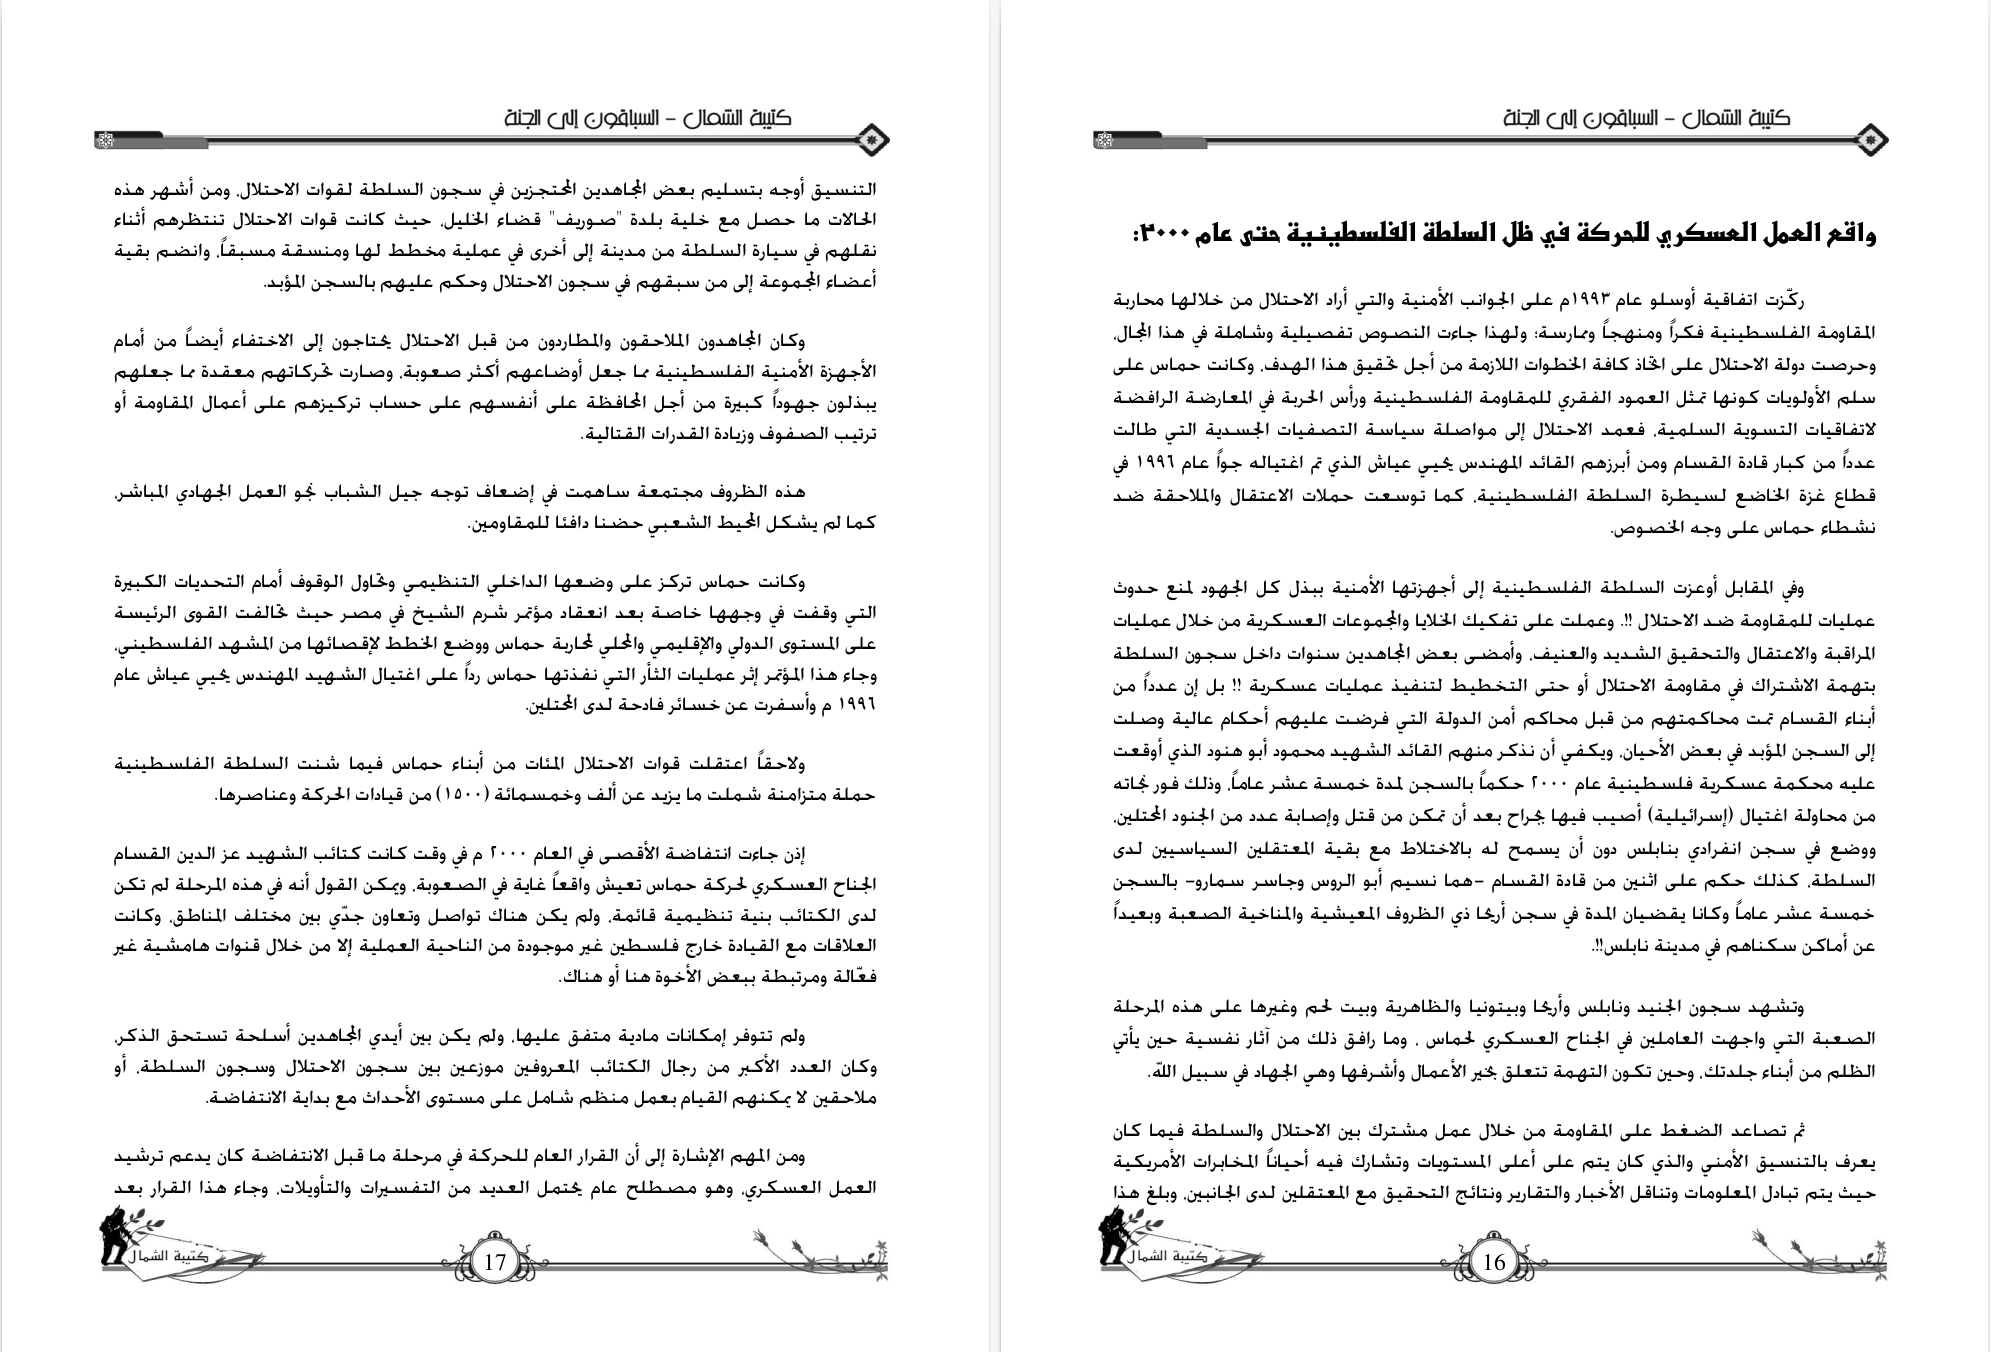 كتيبة الشمال - السباقون إلى الجنة
واقع العمل العسكري للحركة في ظل السلطة الفلسطينية حتى عام ٢٠٠٠:
ركّزت اتفاقية أوسلو عام ١٩٩٣م على الجوانب الأمنية والتي أراد الاحتلال من خلالها محاربة
المقاومة الفلسطينية فكراً ومنهجاً وممارسة؛ ولهذا جاءت النصوص تفصيلية وشاملة في هذا المجال،
وحرصت دولة الاحتلال على اتخاذ كافة الخطوات اللازمة من أجل تحقيق هذا الهدف، وكانت حماس على
سلم الأولويات كونها تمثل العمود الفقري للمقاومة الفلسطينية ورأس الحربة في المعارضة الرافضة
لاتفاقيات التسوية السلمية، فعمد الاحتلال إلى مواصلة سياسة التصفيات الجسدية التي طالت
عدداً من كبار قادة القسام ومن أبرزهم القائد المهندس يحيي عياش الذي تم اغتياله جواً عام ١٩٩٦ في
قطاع غزة الخاضع لسيطرة السلطة الفلسطينية، كما توسعت حملات الاعتقال والملاحقة ضد
نشطاء حماس على وجه الخصوص.
وفي المقابل أوعزت السلطة الفلسطينية إلى أجهزتها الأمنية ببذل كل الجهود لمنع حدوث
عمليات للمقاومة ضد الاحتلال !!، وعملت على تفكيك الخلايا والمجموعات العسكرية من خلال عمليات
المراقبة والاعتقال والتحقيق الشديد والعنيف، وأمضى بعض المجاهدين سنوات داخل سجون السلطة
بتهمة الاشتراك في مقاومة الاحتلال أو حتى التخطيط لتنفيذ عمليات عسكرية !! بل إن عدداً من
أبناء القسام تمت محاكمتهم من قبل محاكم أمن الدولة التي فرضت عليهم أحكام عالية وصلت
إلى السجن المؤبد في بعض الأحيان، ويكفي أن نذكر منهم القائد الشهيد محمود أبو هنود الذي أوقعت
عليه محكمة عسكرية فلسطينية عام ٢٠٠٠ حكماً بالسجن لمدة خمسة عشر عاماً، وذلك فور نجاته
من محاولة اغتيال (إسرائيلية) أصيب فيها بجراح بعد أن تمكن من قتل وإصابة عدد من الجنود المحتلين،
ووضع في سجن انفرادي بنابلس دون أن يسمح له بالاختلاط مع بقية المعتقلين السياسيين لدى
السلطة، كذلك حكم على اثنين من قادة القسام -هما نسيم أبو الروس وجاسر سمارو- بالسجن
خمسة عشر عاماً وكانا يقضيان المدة في سجن أريحا ذي الظروف المعيشية والمناخية الصعبة وبعيداً
عن أماكن سكناهم في مدينة نابلس!!.
وتشهد سجون الجنيد ونابلس وأريحا وبيتونيا والظاهرية وبيت لحم وغيرها على هذه المرحلة
الصعبة التي واجهت العاملين في الجناح العسكري لحماس ، وما رافق ذلك من آثار نفسية حين يأتي
الظلم من أبناء جلدتك، وحين تكون التهمة تتعلق بخير الأعمال وأشرفها وهي الجهاد في سبيل الله.
ثم تصاعد الضغط على المقاومة من خلال عمل مشترك بين الاحتلال والسلطة فيما كان
يعرف بالتنسيق الأمني والذي كان يتم على أعلى المستويات وتشارك فيه أحياناً المخابرات الأمريكية
حيث يتم تبادل المعلومات وتناقل الأخبار والتقارير ونتائج التحقيق مع المعتقلين لدى الجانبين، وبلغ هذا
كتيبة الشمال
16
كتيبة الشمال - السباقون إلى الجنة
التنسيق أوجه بتسليم بعض المجاهدين المحتجزين في سجون السلطة لقوات الاحتلال، ومن أشهر هذه
الحالات ما حصل مع خلية بلدة "صوريف" قضاء الخليل، حيث كانت قوات الاحتلال تنتظرهم أثناء
نقلهم في سيارة السلطة من مدينة إلى أخرى في عملية مخطط لها ومنسقة مسبقاً، وانضم بقية
أعضاء المجموعة إلى من سبقهم في سجون الاحتلال وحكم عليهم بالسجن المؤبد.
وكان المجاهدون الملاحقون والمطاردون من قبل الاحتلال يحتاجون إلى الاختفاء أيضاً من أمام
الأجهزة الأمنية الفلسطينية مما جعل أوضاعهم أكثر صعوبة، وصارت تحركاتهم معقدة مما جعلهم
يبذلون جهوداً كبيرة من أجل المحافظة على أنفسهم على حساب تركيزهم على أعمال المقاومة أو
ترتيب الصفوف وزيادة القدرات القتالية.
هذه الظروف مجتمعة ساهمت في إضعاف توجه جيل الشباب نحو العمل الجهادي المباشر،
كما لم يشكل المحيط الشعبي حضنا دافئا للمقاومين.
وكانت حماس تركز على وضعها الداخلي التنظيمي وتحاول الوقوف أمام التحديات الكبيرة
التي وقفت في وجهها خاصة بعد انعقاد مؤتمر شرم الشيخ في مصر حيث تحالفت القوى الرئيسة
على المستوى الدولي والإقليمي والمحلي لمحاربة حماس ووضع الخطط لإقصائها من المشهد الفلسطيني،
وجاء هذا المؤتمر إثر عمليات الثأر التي نفذتها حماس رداً على اغتيال الشهيد المهندس يحيي عياش عام
١٩٩٦ م وأسفرت عن خسائر فادحة لدى المحتلين.
ولاحقاً اعتقلت قوات الاحتلال المئات من أبناء حماس فيما شنت السلطة الفلسطينية
حملة متزامنة شملت ما يزيد عن ألف وخمسمائة (١٥٠٠) من قيادات الحركة وعناصرها.
إذن جاءت انتفاضة الأقصى في العام ٢٠٠٠ م في وقت كانت كتائب الشهيد عز الدين القسام
الجناح العسكري لحركة حماس تعيش واقعاً غاية في الصعوبة، ويمكن القول أنه في هذه المرحلة لم تكن
لدى الكتائب بنية تنظيمية قائمة، ولم يكن هناك تواصل وتعاون جدّي بين مختلف المناطق، وكانت
العلاقات مع القيادة خارج فلسطين غير موجودة من الناحية العملية إلا من خلال قنوات هامشية غير
فعّالة ومرتبطة ببعض الأخوة هنا أو هناك.
ولم تتوفر إمكانات مادية متفق عليها، ولم يكن بين أيدي المجاهدين أسلحة تستحق الذكر،
وكان العدد الأكبر من رجال الكتائب المعروفين موزعين بين سجون الاحتلال وسجون السلطة، أو
ملاحقين لا يمكنهم القيام بعمل منظم شامل على مستوى الأحداث مع بداية الانتفاضة.
ومن المهم الإشارة إلى أن القرار العام للحركة في مرحلة ما قبل الانتفاضة كان يدعم ترشيد
العمل العسكري، وهو مصطلح عام يحتمل العديد من التفسيرات والتأويلات، وجاء هذا القرار بعد
كتيبة الشمال
17